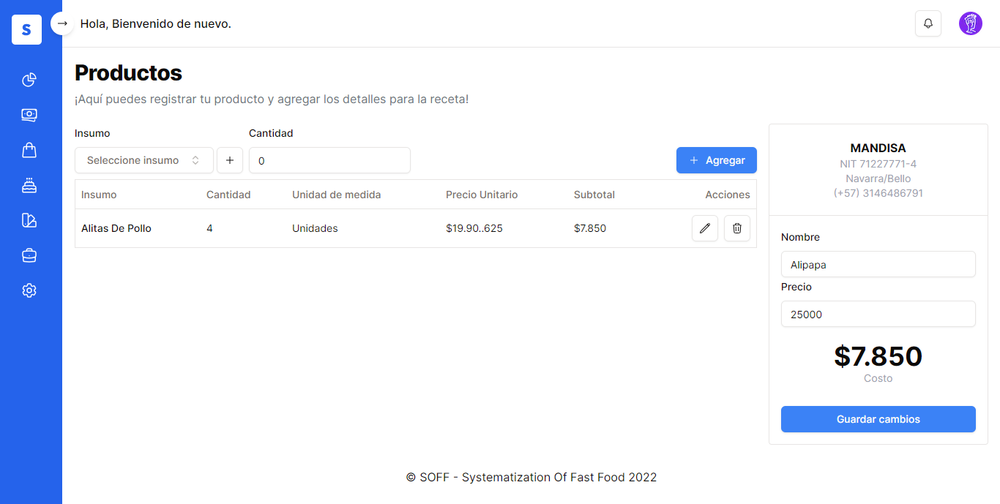 S
Hola, Bienvenido de nuevo.
Productos
¡Aquí puedes registrar tu producto y agregar los detalles para la receta!
Insumo Cantidad
Seleccione insumo + 0 + Agregar
Insumo Cantidad Unidad de medida Precio Unitario Subtotal Acciones
Alitas De Pollo 4 Unidades $19.90..625 $7.850
MANDISA
NIT 71227771-4
Navarra/Bello
(+57) 3146486791
Nombre
Alipapa
Precio
25000
$7.850
Costo
Guardar cambios
© SOFF - Systematization Of Fast Food 2022